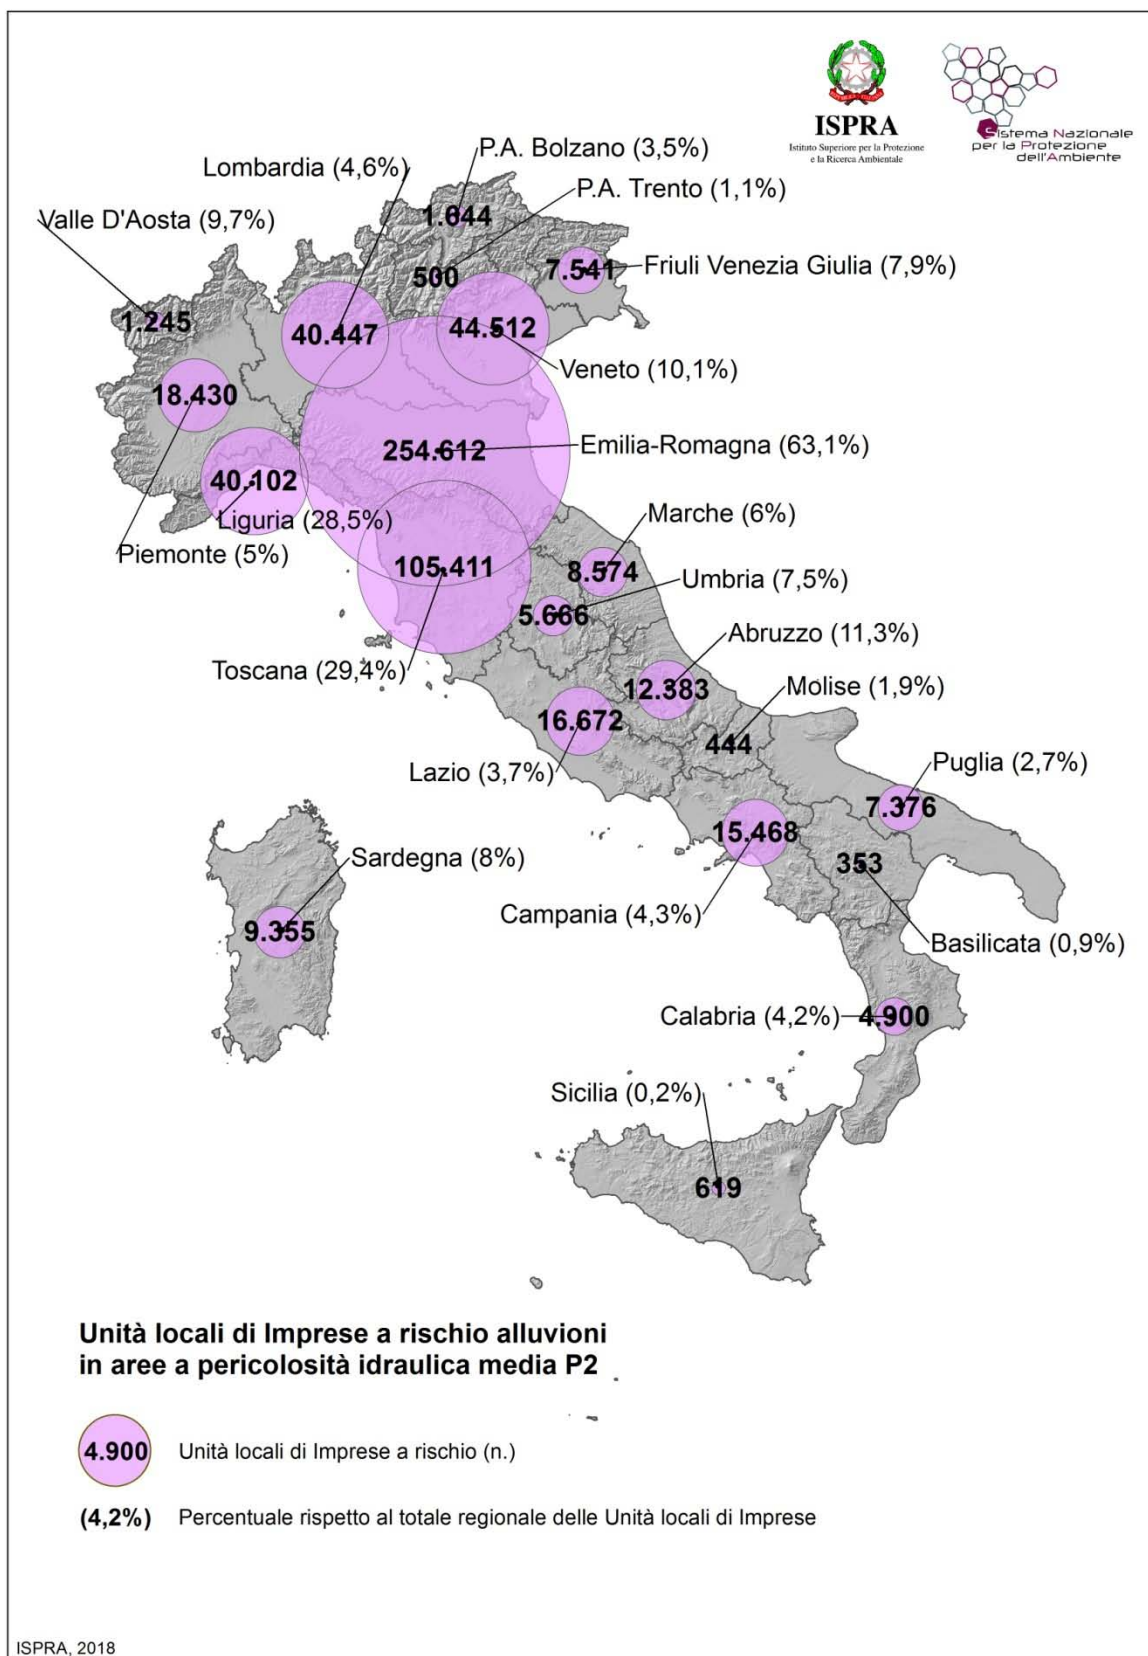 ISPRA
Istituto Superiore per la Protezione
e la Ricerca Ambientale
Sistema Nazionale
per la Protezione
dell'Ambiente
P.A. Bolzano (3,5%)
Lombardia (4,6%)
P.A. Trento (1,1%)
Valle D'Aosta (9,7%)
1.644
Friuli Venezia Giulia (7,9%)
7.541
500
1.245
40.447
44.512
Veneto (10,1%)
18.430
Emilia-Romagna (63,1%)
254.612
40.102
Liguria (28,5%)
Marche (6%)
Piemonte (5%)
105.411
8.574
Umbria (7,5%)
5.666
Abruzzo (11,3%)
Toscana (29,4%)
12.383
Molise (1,9%)
16.672
444
Puglia (2,7%)
Lazio (3,7%)
7.376
15.468
Sardegna (8%)
353
Campania (4,3%)
9.355
Basilicata (0,9%)
Calabria (4,2%)
4.900
Sicilia (0,2%)
619
Unità locali di Imprese a rischio alluvioni
in aree a pericolosità idraulica media P2
4.900 Unità locali di Imprese a rischio (n.)
(4,2%) Percentuale rispetto al totale regionale delle Unità locali di Imprese
ISPRA, 2018